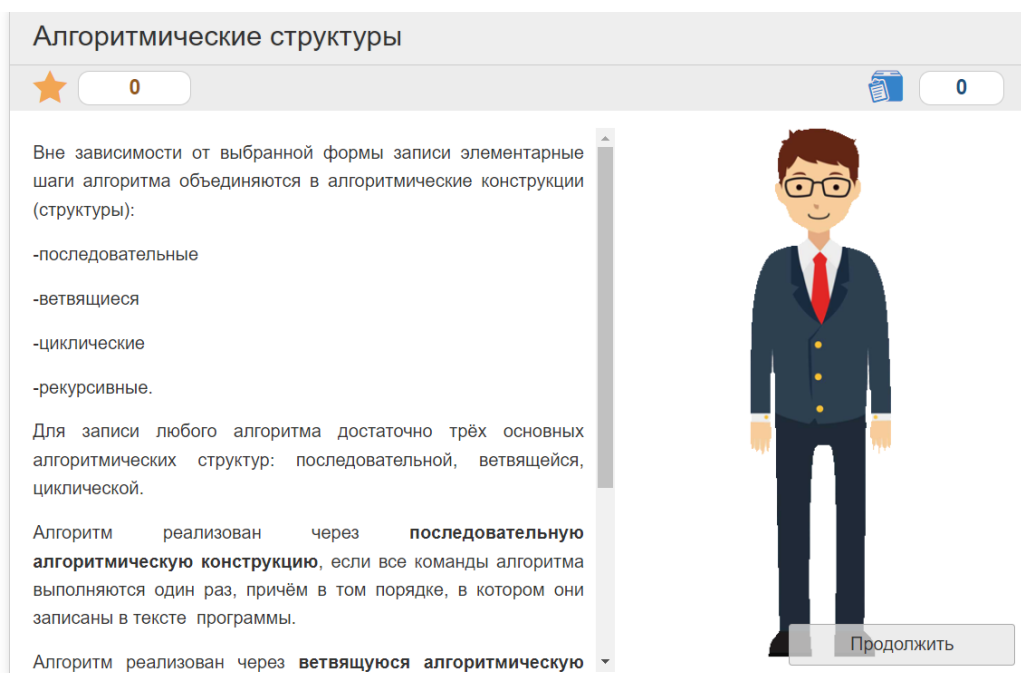 Алгоритмические структуры
0
0
Вне зависимости от выбранной формы записи элементарные
шаги алгоритма объединяются в алгоритмические конструкции
(структуры):
-последовательные
-ветвящиеся
-циклические
-рекурсивные.
Для записи любого алгоритма достаточно трёх основных
алгоритмических структур: последовательной, ветвящейся,
циклической.
Алгоритм реализован через последовательную
алгоритмическую конструкцию, если все команды алгоритма
выполняются один раз, причём в том порядке, в котором они
записаны в тексте программы.
Алгоритм реализован через ветвящуюся алгоритмическую
Продолжить